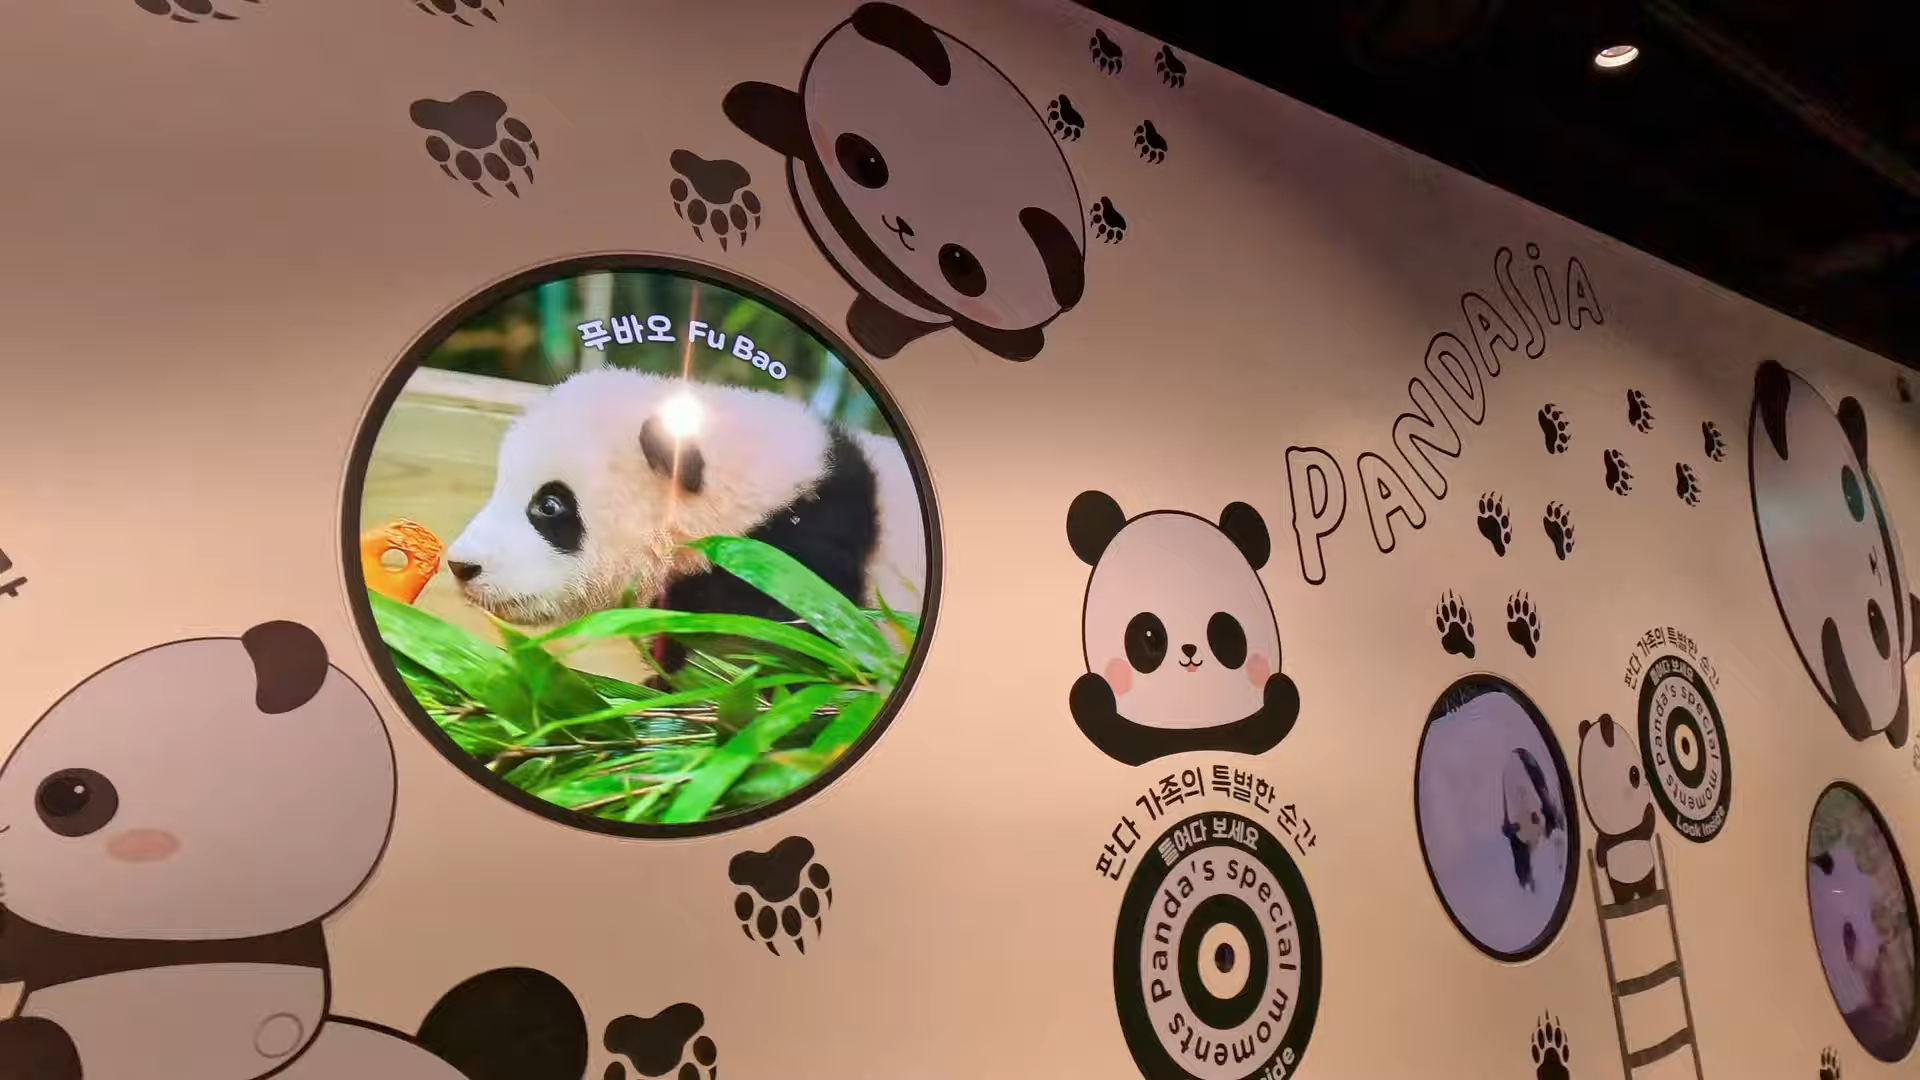 푸바오 Fu Bao
PANDASiA
판다 가족의 특별한 순간
들여다 보세요
Panda's special moments
판다 가족의 특별한 순간
들여다 보세요
Panda's special moments
Look Inside